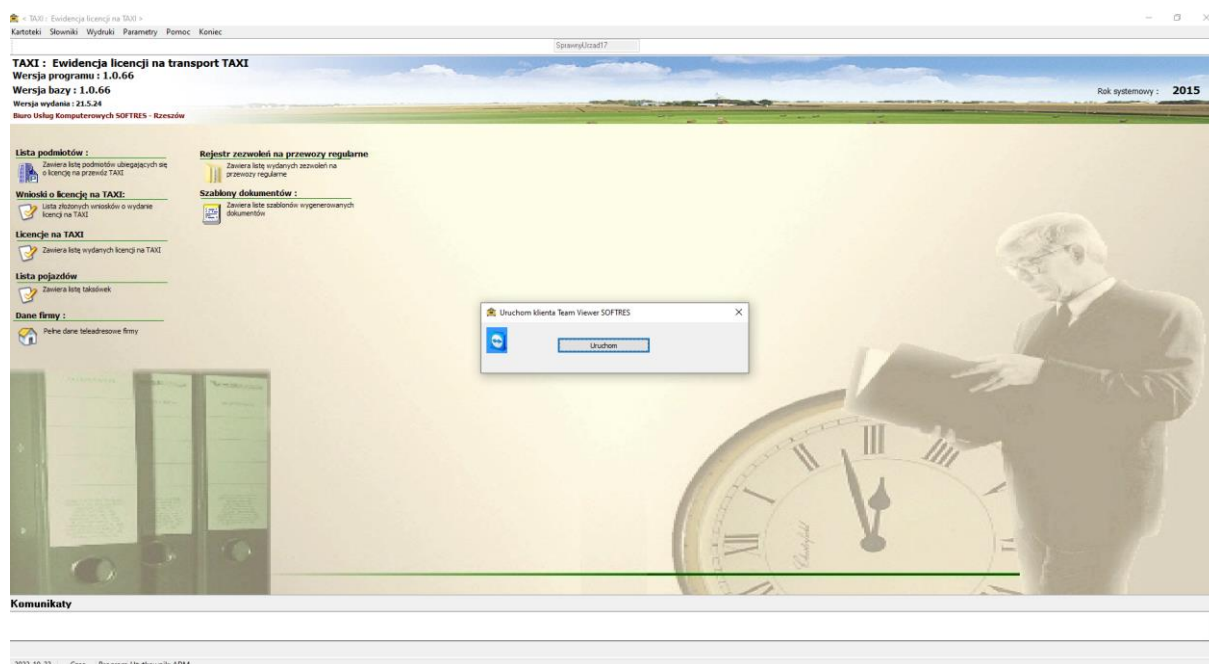 < TAXI : Ewidencja licencji na TAXI >
Kartoteki Słowniki Wydruki Parametry Pomoc Koniec
SprawnyUrzad17
TAXI : Ewidencja licencji na transport TAXI
Wersja programu : 1.0.66
Wersja bazy : 1.0.66
Wersja wydania : 21.5.24
Biuro Usług Komputerowych SOFTRES - Rzeszów
Rok systemowy : 2015
Lista podmiotów :
Zawiera listę podmiotów ubiegających się
o licencję na przewóz TAXI
Wnioski o licencję na TAXI:
Lista złożonych wniosków o wydanie
licencji na TAXI
Licencje na TAXI
Zawiera listę wydanych licencji na TAXI
Lista pojazdów
Zawiera listę taksówek
Dane firmy :
Pełne dane teleadresowe firmy
Rejestr zezwoleń na przewozy regularne
Zawiera listę wydanych zezwoleń na
przewozy regularne
Szablony dokumentów :
Zawiera liste szablonów wygenerowanych
dokumentów
Uruchom klienta Team Viewer SOFTRES
Uruchom
Komunikaty